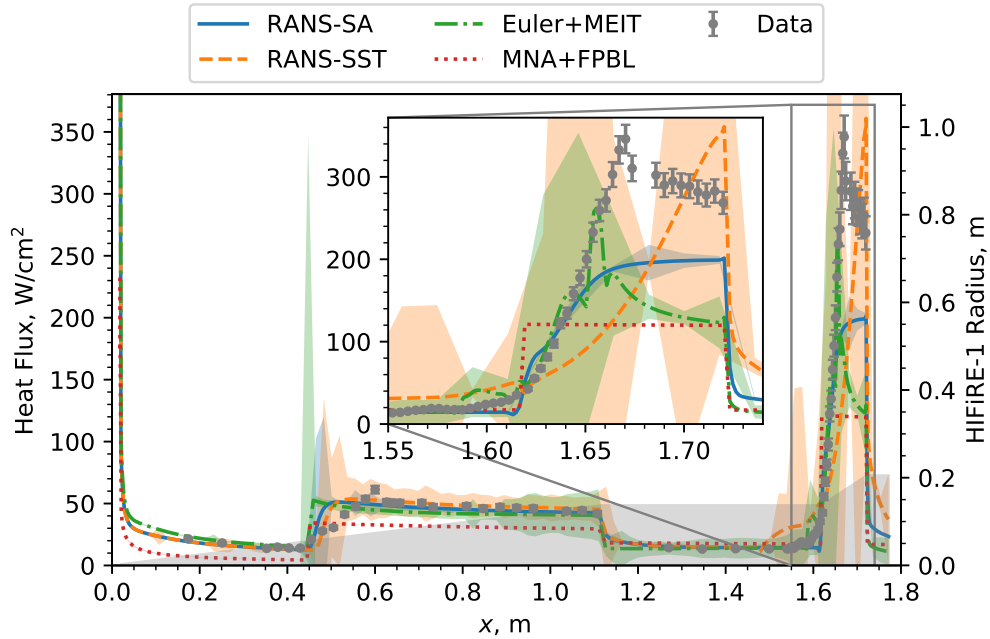 RANS-SA Euler+MEIT Data
RANS-SST MNA+FPBL
Heat Flux, W/cm²
350
300
250
200
150
100
50
0
300
200
100
0
1.55 1.60 1.65 1.70
1.0
0.8
0.6
0.4
0.2
0.0
HIFiRE-1 Radius, m
0.0 0.2 0.4 0.6 0.8 1.0 1.2 1.4 1.6 1.8
x, m